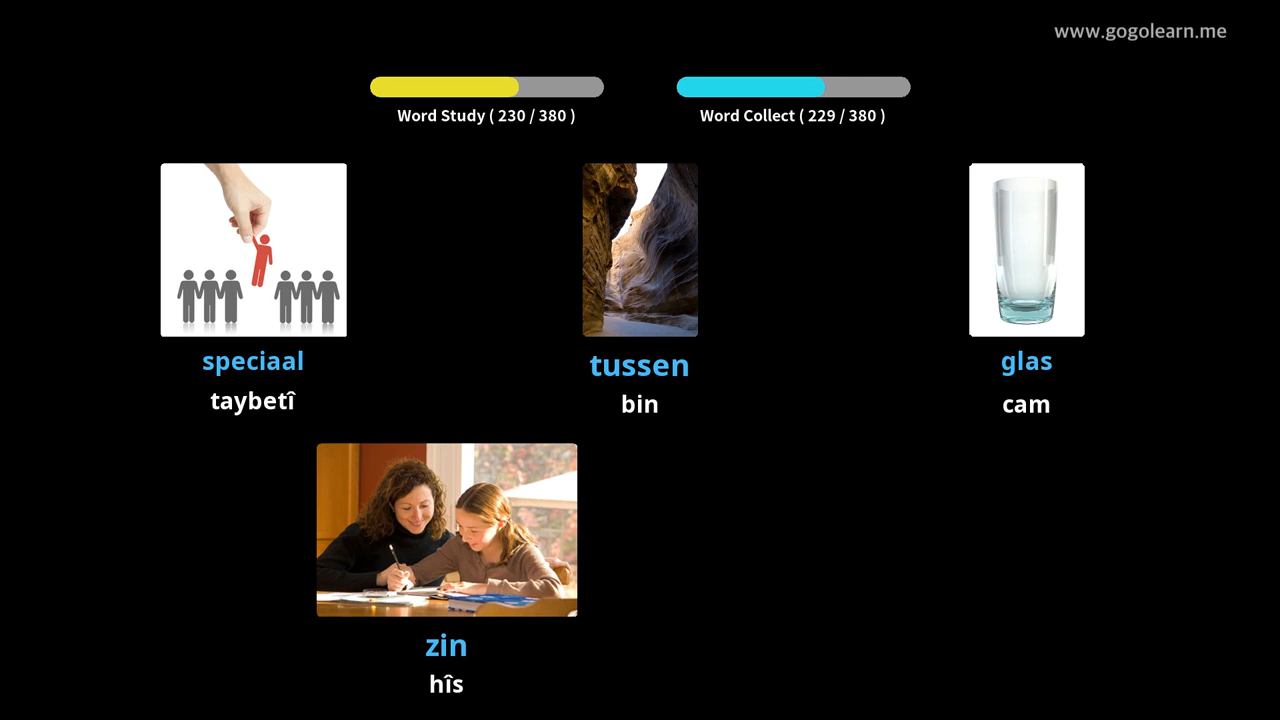 www.gogolearn.me
Word Study ( 230 / 380 )
Word Collect ( 229 / 380 )
speciaal
taybetî
tussen
bin
glas
cam
zin
hîs